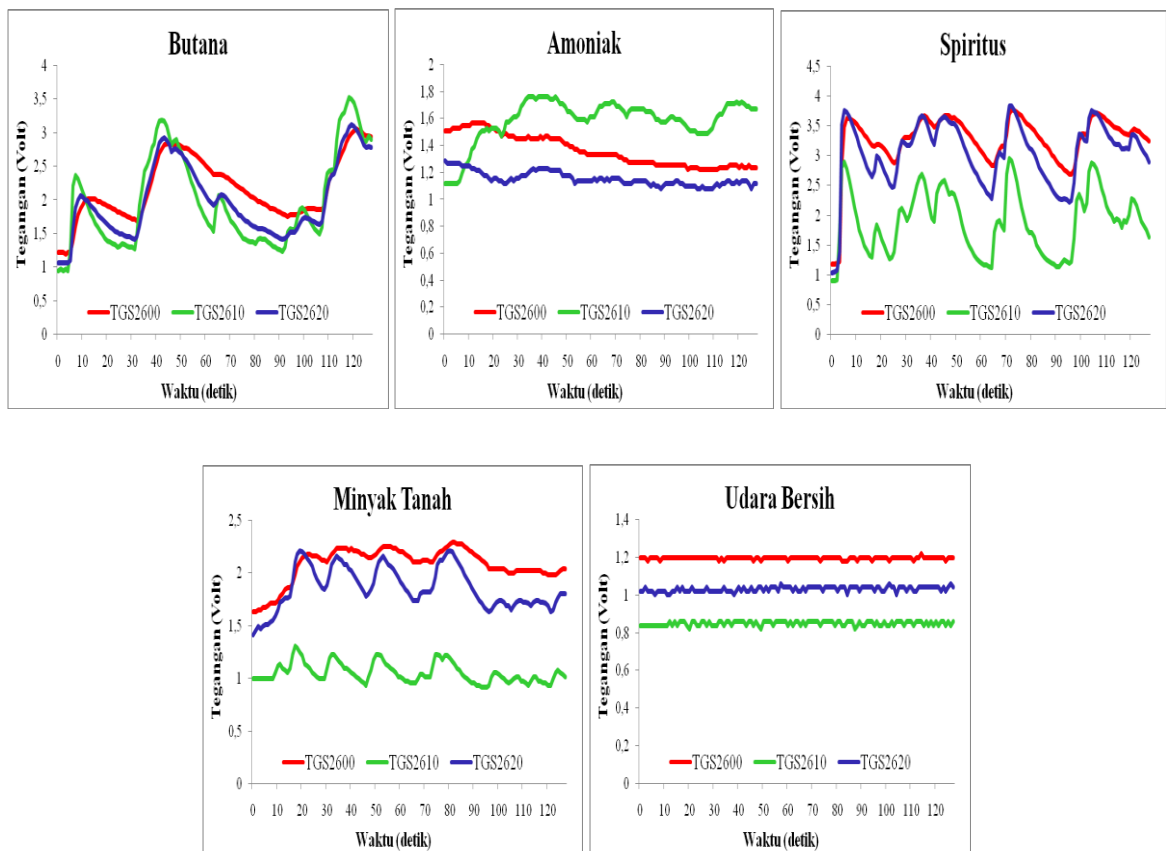 Butana
Tegangan (Volt)
4
3,5
3
2,5
2
1,5
1
0,5
0
TGS2600 TGS2610 TGS2620
0 10 20 30 40 50 60 70 80 90 100 110 120
Waktu (detik)
Amoniak
Tegangan (Volt)
2
1,8
1,6
1,4
1,2
1
0,8
0,6
0,4
0,2
0
TGS2600 TGS2610 TGS2620
0 10 20 30 40 50 60 70 80 90 100 110 120
Waktu (detik)
Spiritus
Tegangan (Volt)
4,5
4
3,5
3
2,5
2
1,5
1
0,5
0
TGS2600 TGS2610 TGS2620
0 10 20 30 40 50 60 70 80 90 100 110 120
Waktu (detik)
Minyak Tanah
Tegangan (Volt)
2,5
2
1,5
1
0,5
0
TGS2600 TGS2610 TGS2620
0 10 20 30 40 50 60 70 80 90 100 110 120
Waktu (detik)
Udara Bersih
Tegangan (Volt)
1.4
1.2
1
0.8
0.6
0.4
0.2
0
TGS2600 TGS2610 TGS2620
0 10 20 30 40 50 60 70 80 90 100 110 120
Waktu (detik)